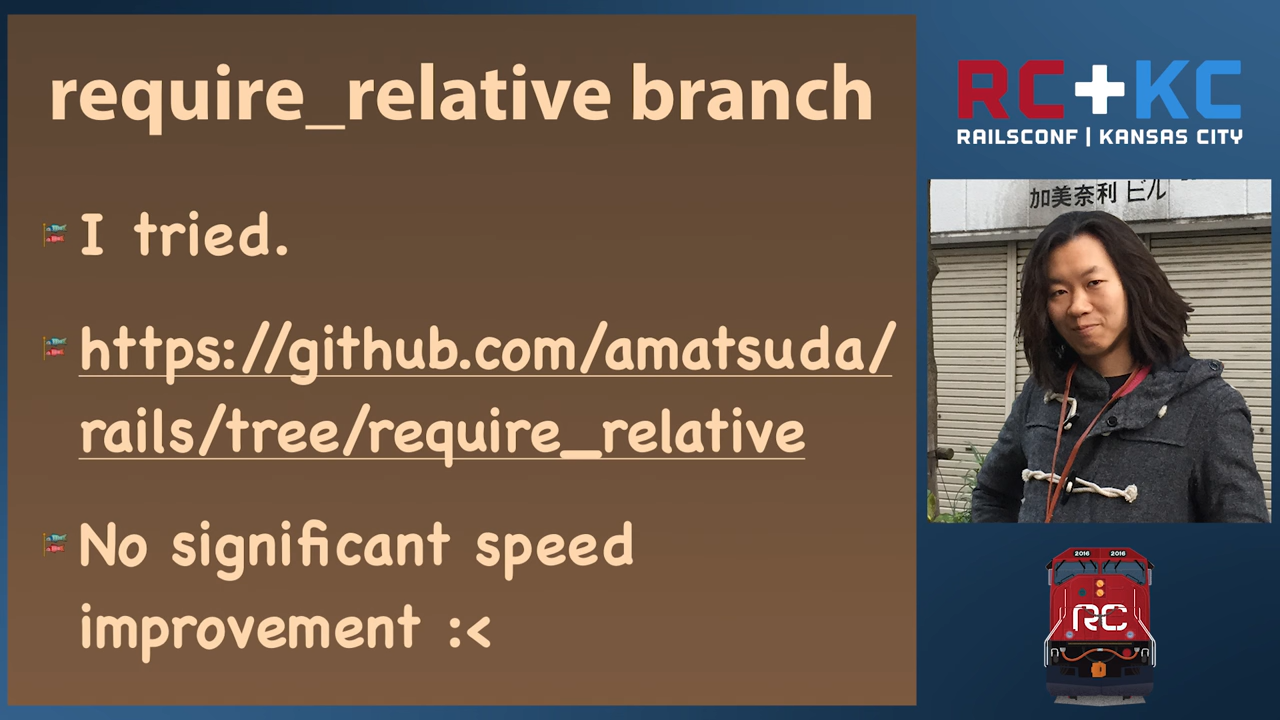 require_relative branch
I tried.
https://github.com/amatsuda/
rails/tree/require_relative
No significant speed
improvement :<
RC+KC
RAILSCONF | KANSAS CITY
加美奈利 ビル
2016 2016
RC